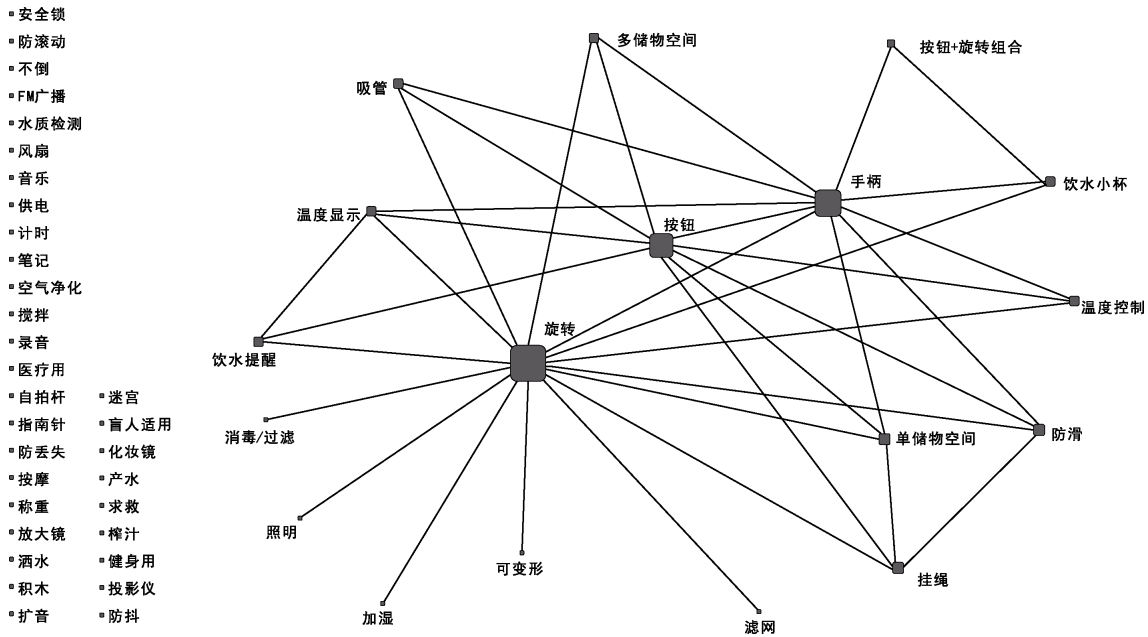 安全锁
防滚动
不倒
FM广播
水质检测
风扇
音乐
供电
计时
笔记
空气净化
搅拌
录音
医疗用
自拍杆
指南针
防丢失
按摩
称重
放大镜
洒水
积木
扩音
迷宫
盲人适用
化妆镜
产水
求救
榨汁
健身用
投影仪
防抖
多储物空间
按钮+旋转组合
吸管
手柄
饮水小杯
温度显示
按钮
温度控制
旋转
饮水提醒
消毒/过滤
单储物空间
防滑
照明
可变形
挂绳
加湿
滤网